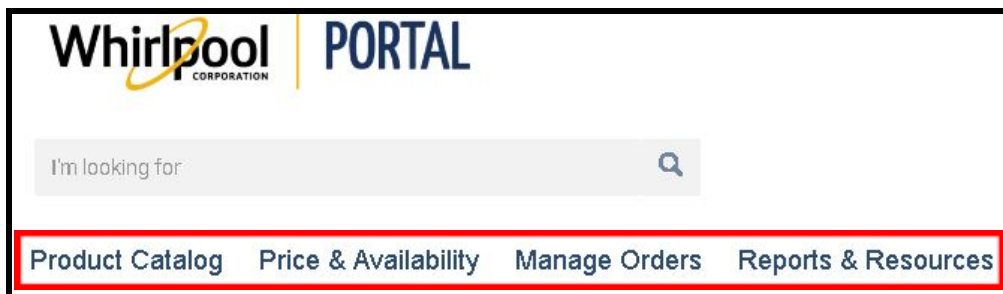 Whirlpool | PORTAL
CORPORATION
I'm looking for
Product Catalog Price & Availability Manage Orders Reports & Resources